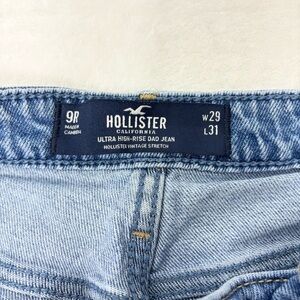 9R
HOLLISTER
CALIFORNIA
ULTRA HIGH-RISE DAD JEAN
HOLLISTER VINTAGE STRETCH
W29
L31